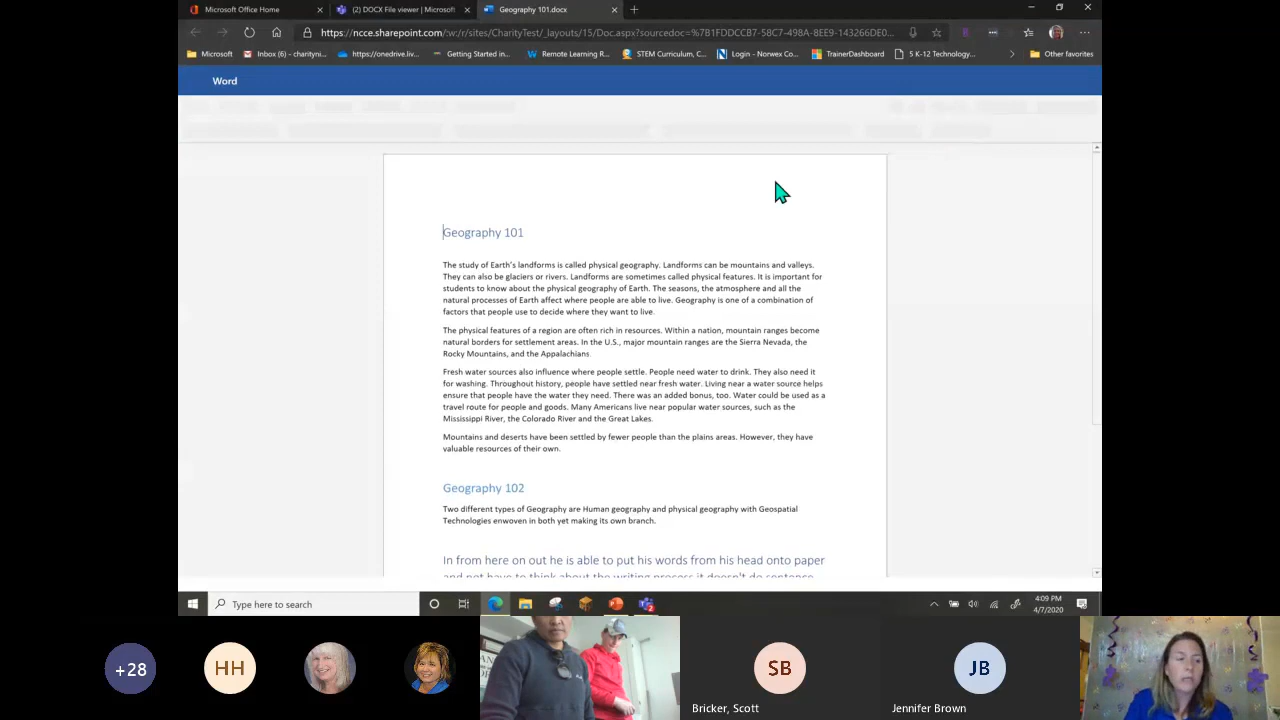 Microsoft Office Home
(2) DOCX File viewer | Microsoft
Geography 101.docx
https://ncce.sharepoint.com/:w:/r/sites/CharityTest/_layouts/15/Doc.aspx?sourcedoc=%7B1FDDCCB7-58C7-498A-8EE9-143266DE0...
Microsoft
Inbox (6) - charityni...
https://onedrive.liv...
Getting Started in...
Remote Learning R...
STEM Curriculum, C...
Login - Norwex Co...
TrainerDashboard
5 K-12 Technology...
Other favorites
Word
Geography 101
The study of Earth's landforms is called physical geography. Landforms can be mountains and valleys.
They can also be glaciers or rivers. Landforms are sometimes called physical features. It is important for
students to know about the physical geography of Earth. The seasons, the atmosphere and all the
natural processes of Earth affect where people are able to live. Geography is one of a combination of
factors that people use to decide where they want to live.
The physical features of a region are often rich in resources. Within a nation, mountain ranges become
natural borders for settlement areas. In the U.S., major mountain ranges are the Sierra Nevada, the
Rocky Mountains, and the Appalachians
Fresh water sources also influence where people settle. People need water to drink. They also need it
for washing. Throughout history, people have settled near fresh water. Living near a water source helps
ensure that people have the water they need. There was an added bonus, too. Water could be used as a
travel route for people and goods. Many Americans live near popular water sources, such as the
Mississippi River, the Colorado River and the Great Lakes.
Mountains and deserts have been settled by fewer people than the plains areas. However, they have
valuable resources of their own.
Geography 102
Two different types of Geography are Human geography and physical geography with Geospatial
Technologies enwoven in both yet making its own branch.
In from here on out he is able to put his words from his head onto paper
and not have to think about the writing process it doesn't do sentence
Type here to search
4:09 PM
4/7/2020
+28
HH
SB
JB
Bricker, Scott
Jennifer Brown